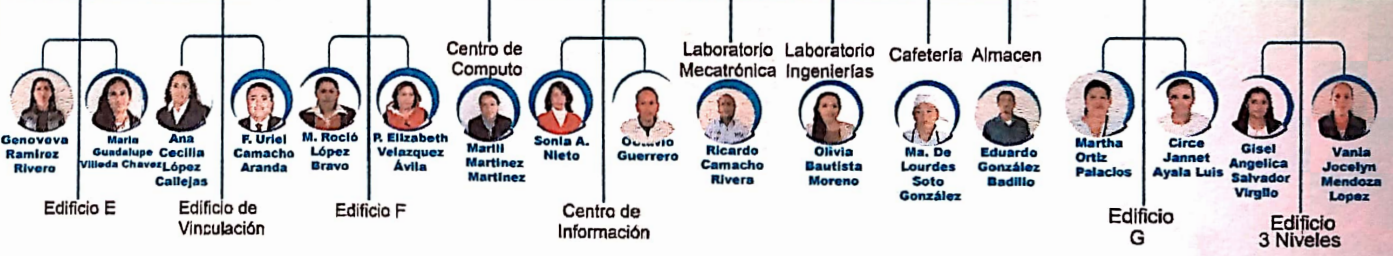 Centro de
Computo
Laboratorio
Mecatrónica
Laboratorio
Ingenierías
Cafetería
Almacen
Genoveva
Ramirez
Rivero
Maria
Guadalupe
Villeda Chavez
Ana
Cecilia
López
Callejas
F. Uriel
Camacho
Aranda
M. Roció
López
Bravo
P. Elizabeth
Velazquez
Ávila
Marlli
Martinez
Martinez
Sonia A.
Nieto
Octavio
Guerrero
Ricardo
Camacho
Rivera
Olivia
Bautista
Moreno
Ma. De
Lourdes
Soto
González
Eduardo
González
Badillo
Martha
Ortiz
Palacios
Circe
Jannet
Ayala Luis
Gisel
Angelica
Salvador
Virgilo
Vania
Jocelyn
Mendoza
Lopez
Edificio E
Edificio de
Vinculación
Edificio F
Centro de
Información
Edificio
G
Edificio
3 Niveles